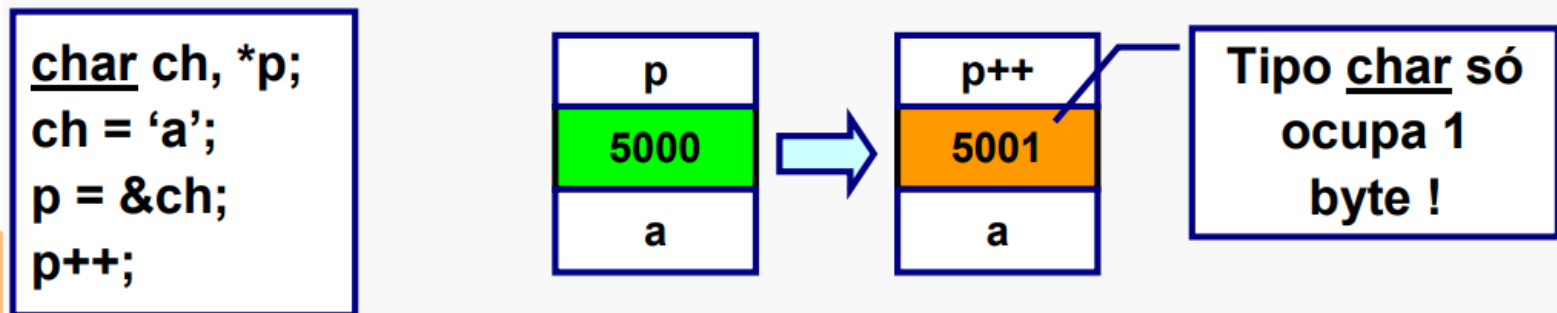 char ch, *p;
ch = ‘a’;
p = &ch;
p++;
p
5000
a
p++
5001
a
Tipo char só
ocupa 1
byte !